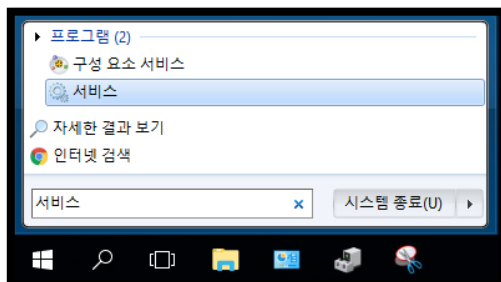 프로그램 (2)
구성 요소 서비스
서비스
자세한 결과 보기
인터넷 검색
서비스
시스템 종료(U)